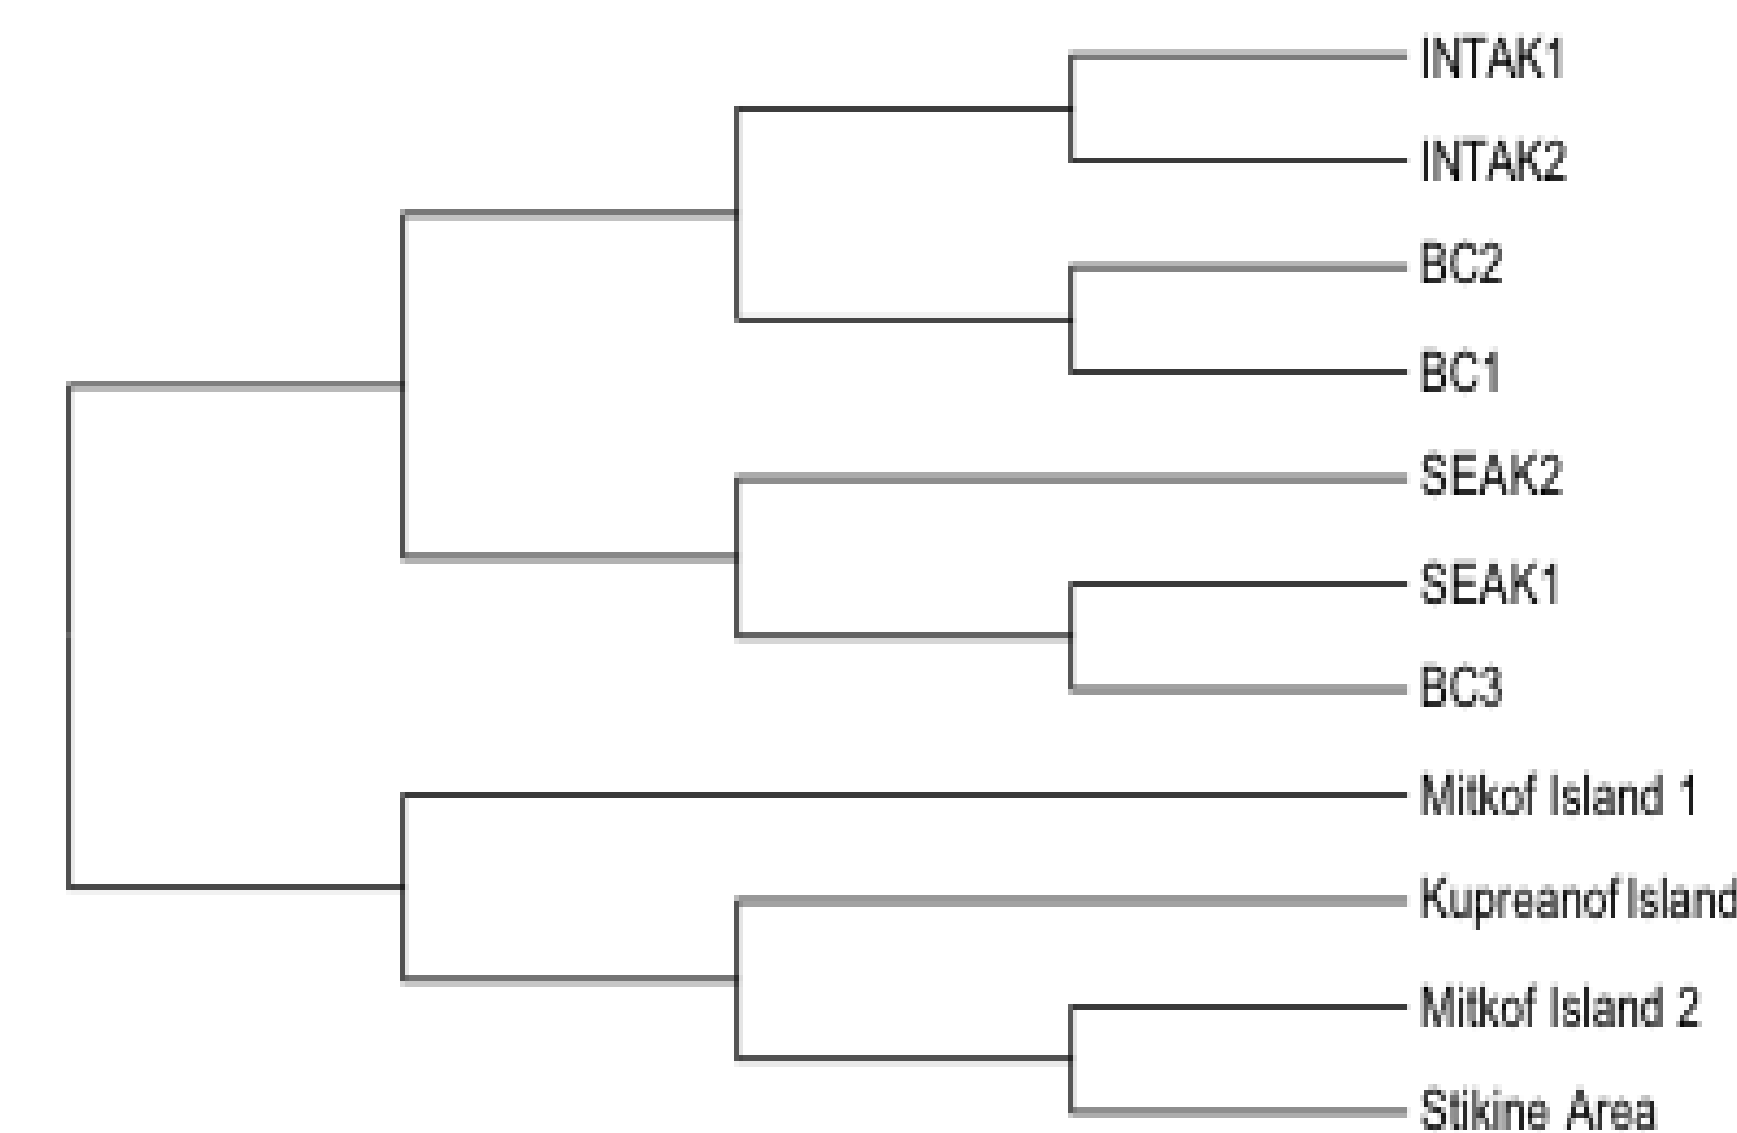 INTAK1
INTAK2
BC2
BC1
SEAK2
SEAK1
BC3
Mitkof Island 1
Kupreanof Island
Mitkof Island 2
Stikine Area